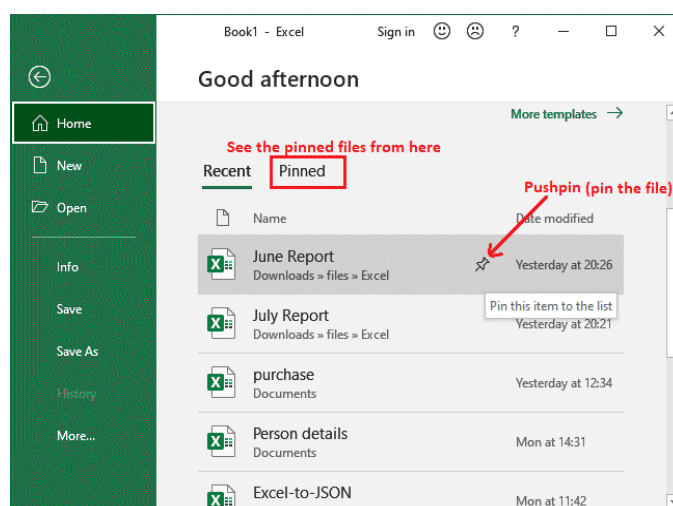 Book1 - Excel Sign in ?
Good afternoon
Home
New
Open
Info
Save
Save As
History
More...
More templates
See the pinned files from here
Recent Pinned
Pushpin (pin the file)
Name Date modified
June Report
Downloads » files » Excel
Yesterday at 20:26
Pin this item to the list
July Report
Downloads » files » Excel
Yesterday at 20:21
purchase
Documents
Yesterday at 12:34
Person details
Documents
Mon at 14:31
Excel-to-JSON
Mon at 11:42